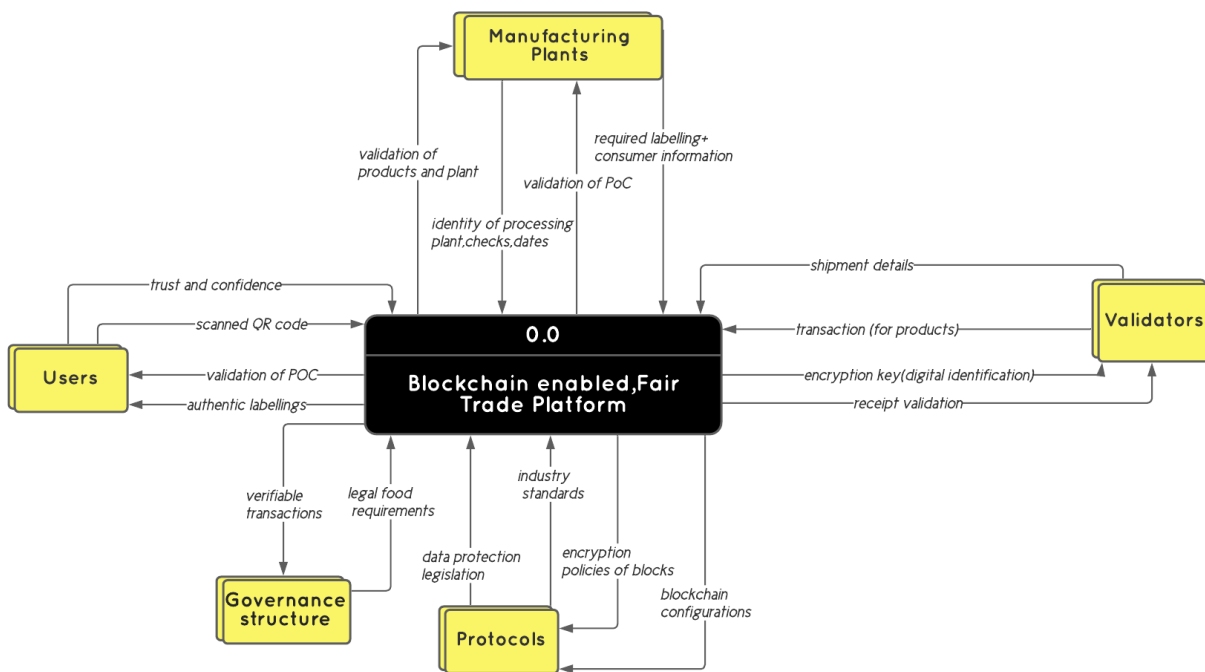 Manufacturing
Plants
validation of
products and plant
required labelling+
consumer information
validation of PoC
identity of processing
plant,checks,dates
trust and confidence
shipment details
scanned QR code
transaction (for products)
Validators
0.0
Users
validation of POC
Blockchain enabled,Fair
Trade Platform
encryption key(digital identification)
authentic labellings
receipt validation
verifiable
transactions
legal food
requirements
industry
standards
data protection
legislation
encryption
policies of blocks
blockchain
configurations
Governance
structure
Protocols